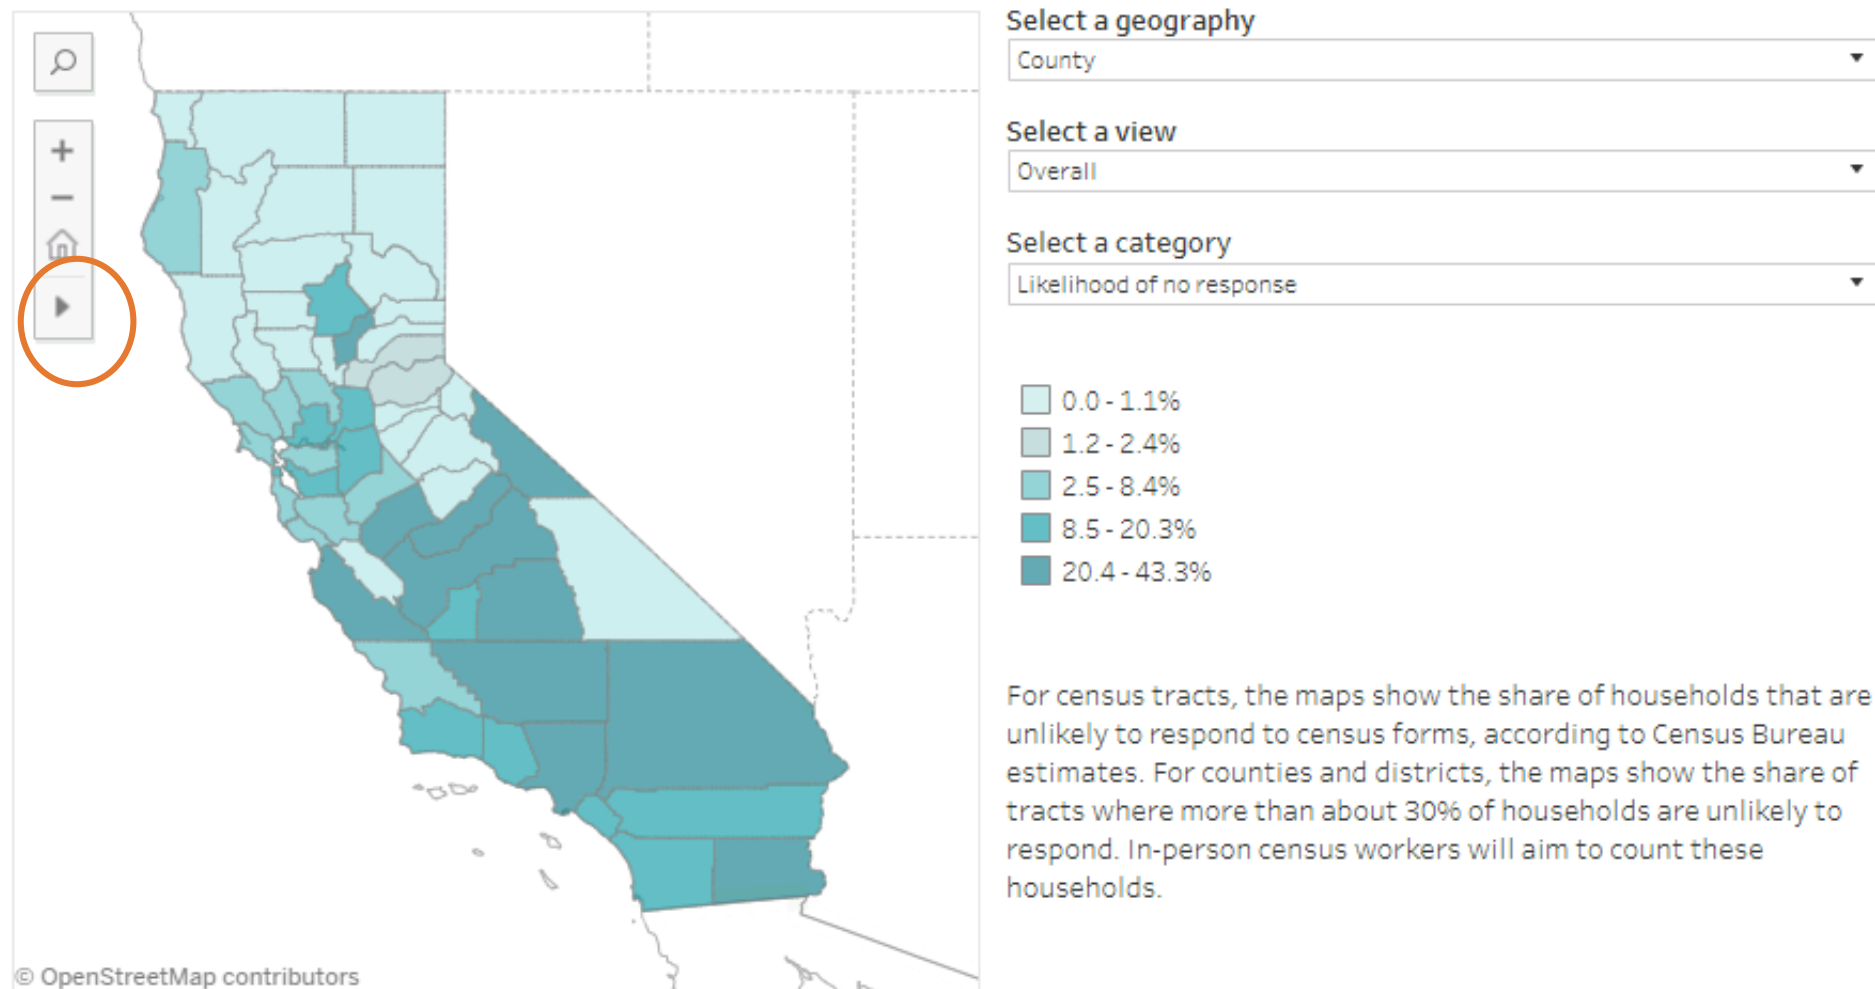 Select a geography
County
Select a view
Overall
Select a category
Likelihood of no response
0.0 - 1.1%
1.2 - 2.4%
2.5 - 8.4%
8.5 - 20.3%
20.4 - 43.3%
For census tracts, the maps show the share of households that are
unlikely to respond to census forms, according to Census Bureau
estimates. For counties and districts, the maps show the share of
tracts where more than about 30% of households are unlikely to
respond. In-person census workers will aim to count these
households.
© OpenStreetMap contributors